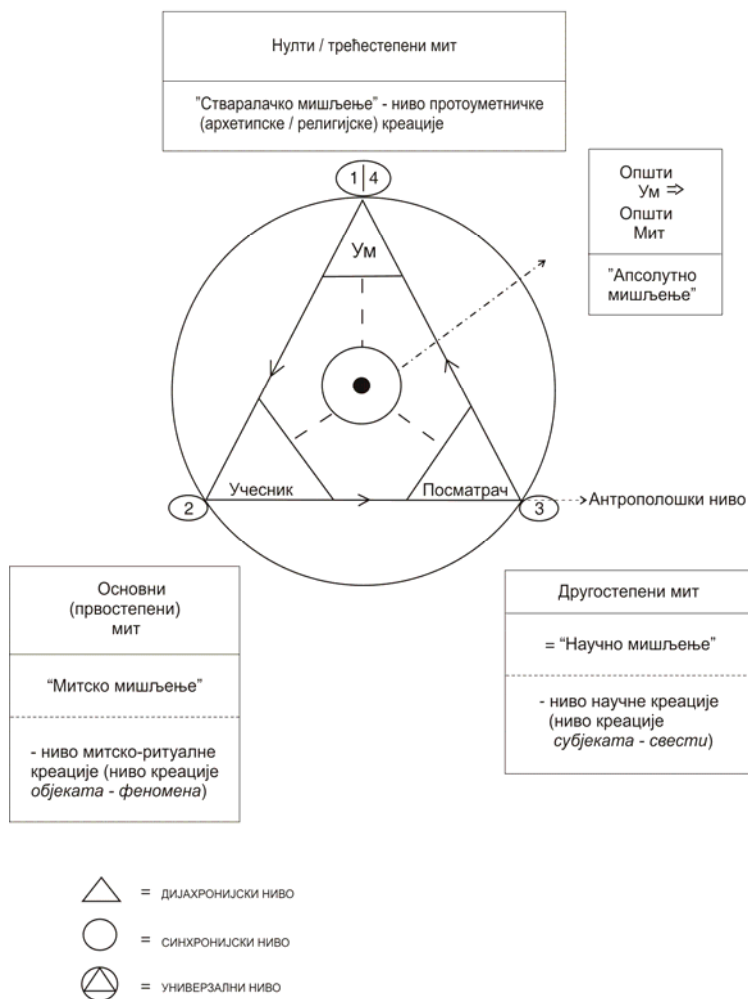 Нулти / трећестепени мит
"Стваралачко мишљење" - ниво протоуметничке
(архетипске / религијске) креације
1 | 4
Општи
Ум ⇒
Општи
Мит
"Апсолутно
мишљење"
Ум
Учесник
Посматрач
2
3
Антрополошки ниво
Основни
(првостепени)
мит
“Митско мишљење”
- ниво митско-ритуалне
креације (ниво креације
објеката - феномена)
Другостепени мит
= “Научно мишљење”
- ниво научне креације
(ниво креације
субјеката - свести)
= ДИЈАХРОНИЈСКИ НИВО
= СИНХРОНИЈСКИ НИВО
= УНИВЕРЗАЛНИ НИВО